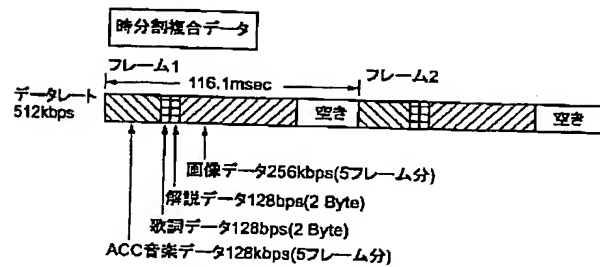 時分割複合データ
フレーム1
116.1msec
フレーム2
データレート
512kbps
空き
空き
画像データ256kbps(5フレーム分)
解説データ128bps(2 Byte)
歌詞データ128bps(2 Byte)
ACC音楽データ128kbps(5フレーム分)